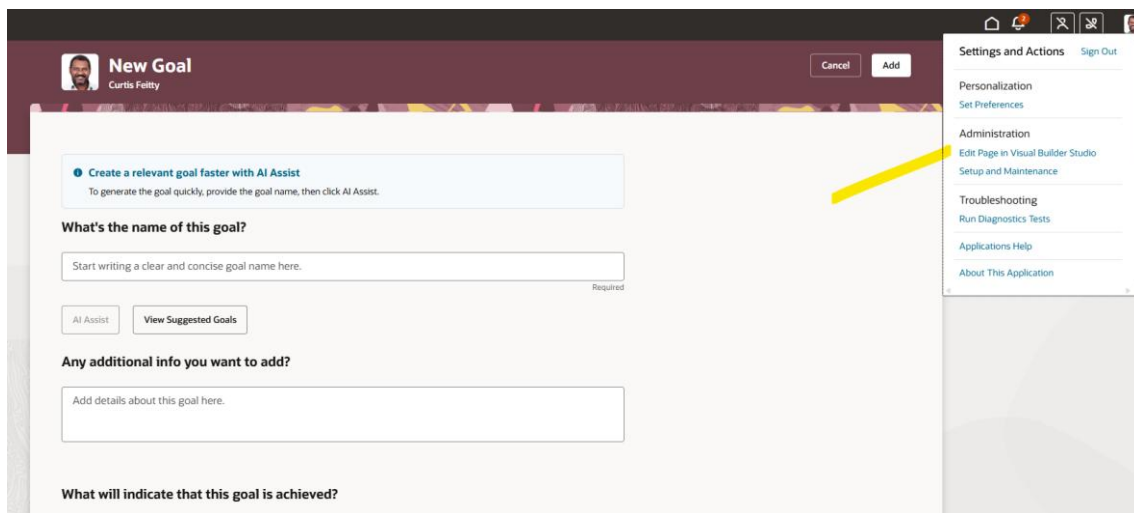 2
New Goal
Curtis Feitty
Cancel
Add
Settings and Actions
Sign Out
Personalization
Set Preferences
Administration
Edit Page in Visual Builder Studio
Setup and Maintenance
Troubleshooting
Run Diagnostics Tests
Applications Help
About This Application
Create a relevant goal faster with AI Assist
To generate the goal quickly, provide the goal name, then click AI Assist.
What's the name of this goal?
Start writing a clear and concise goal name here.
Required
AI Assist
View Suggested Goals
Any additional info you want to add?
Add details about this goal here.
What will indicate that this goal is achieved?